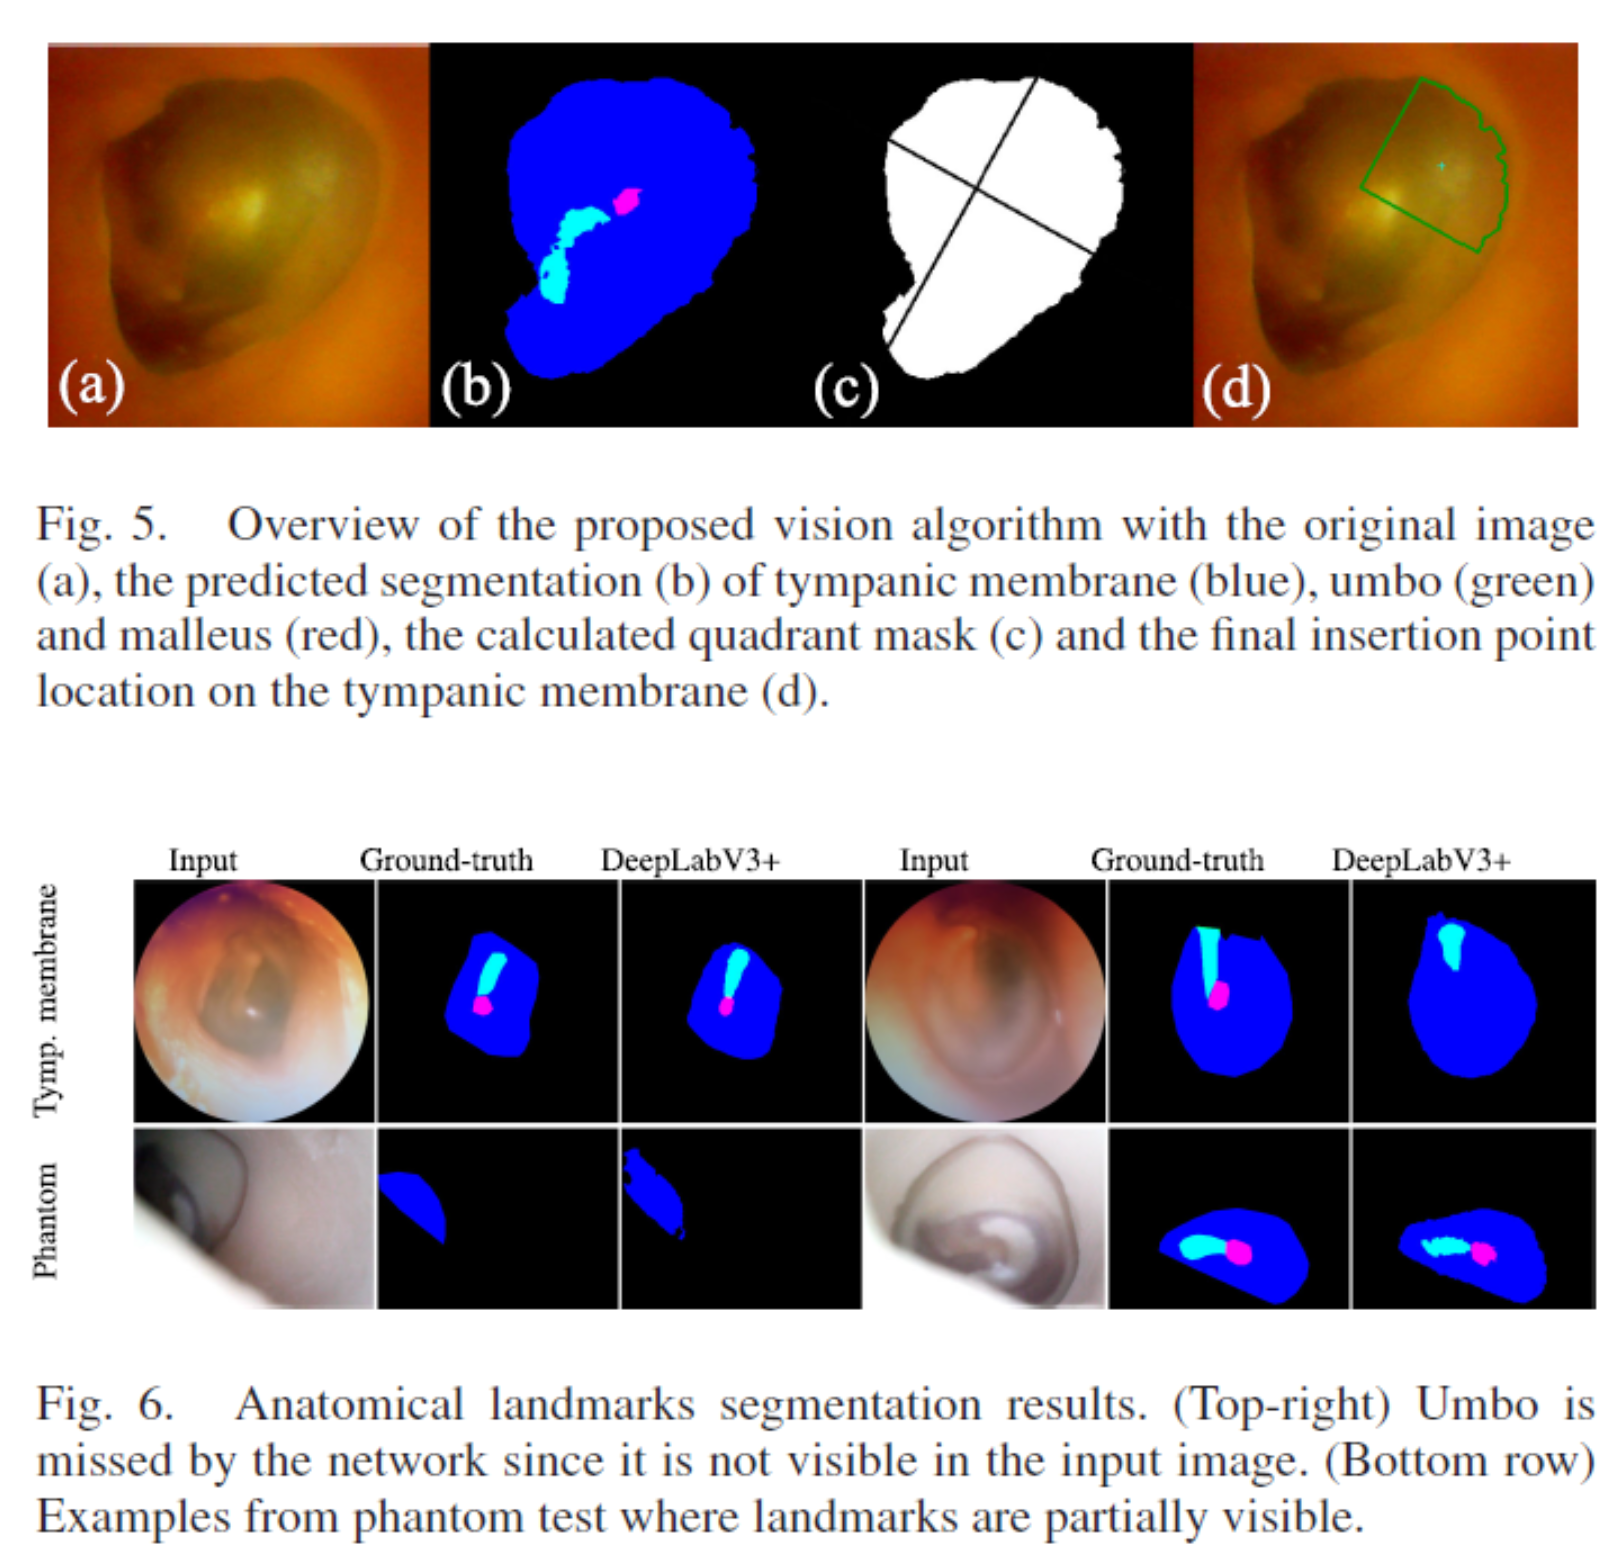 (a) (b) (c) (d)
Fig. 5. Overview of the proposed vision algorithm with the original image
(a), the predicted segmentation (b) of tympanic membrane (blue), umbo (green)
and malleus (red), the calculated quadrant mask (c) and the final insertion point
location on the tympanic membrane (d).
Input Ground-truth DeepLabV3+ Input Ground-truth DeepLabV3+
Tymp. membrane
Phantom
Fig. 6. Anatomical landmarks segmentation results. (Top-right) Umbo is
missed by the network since it is not visible in the input image. (Bottom row)
Examples from phantom test where landmarks are partially visible.